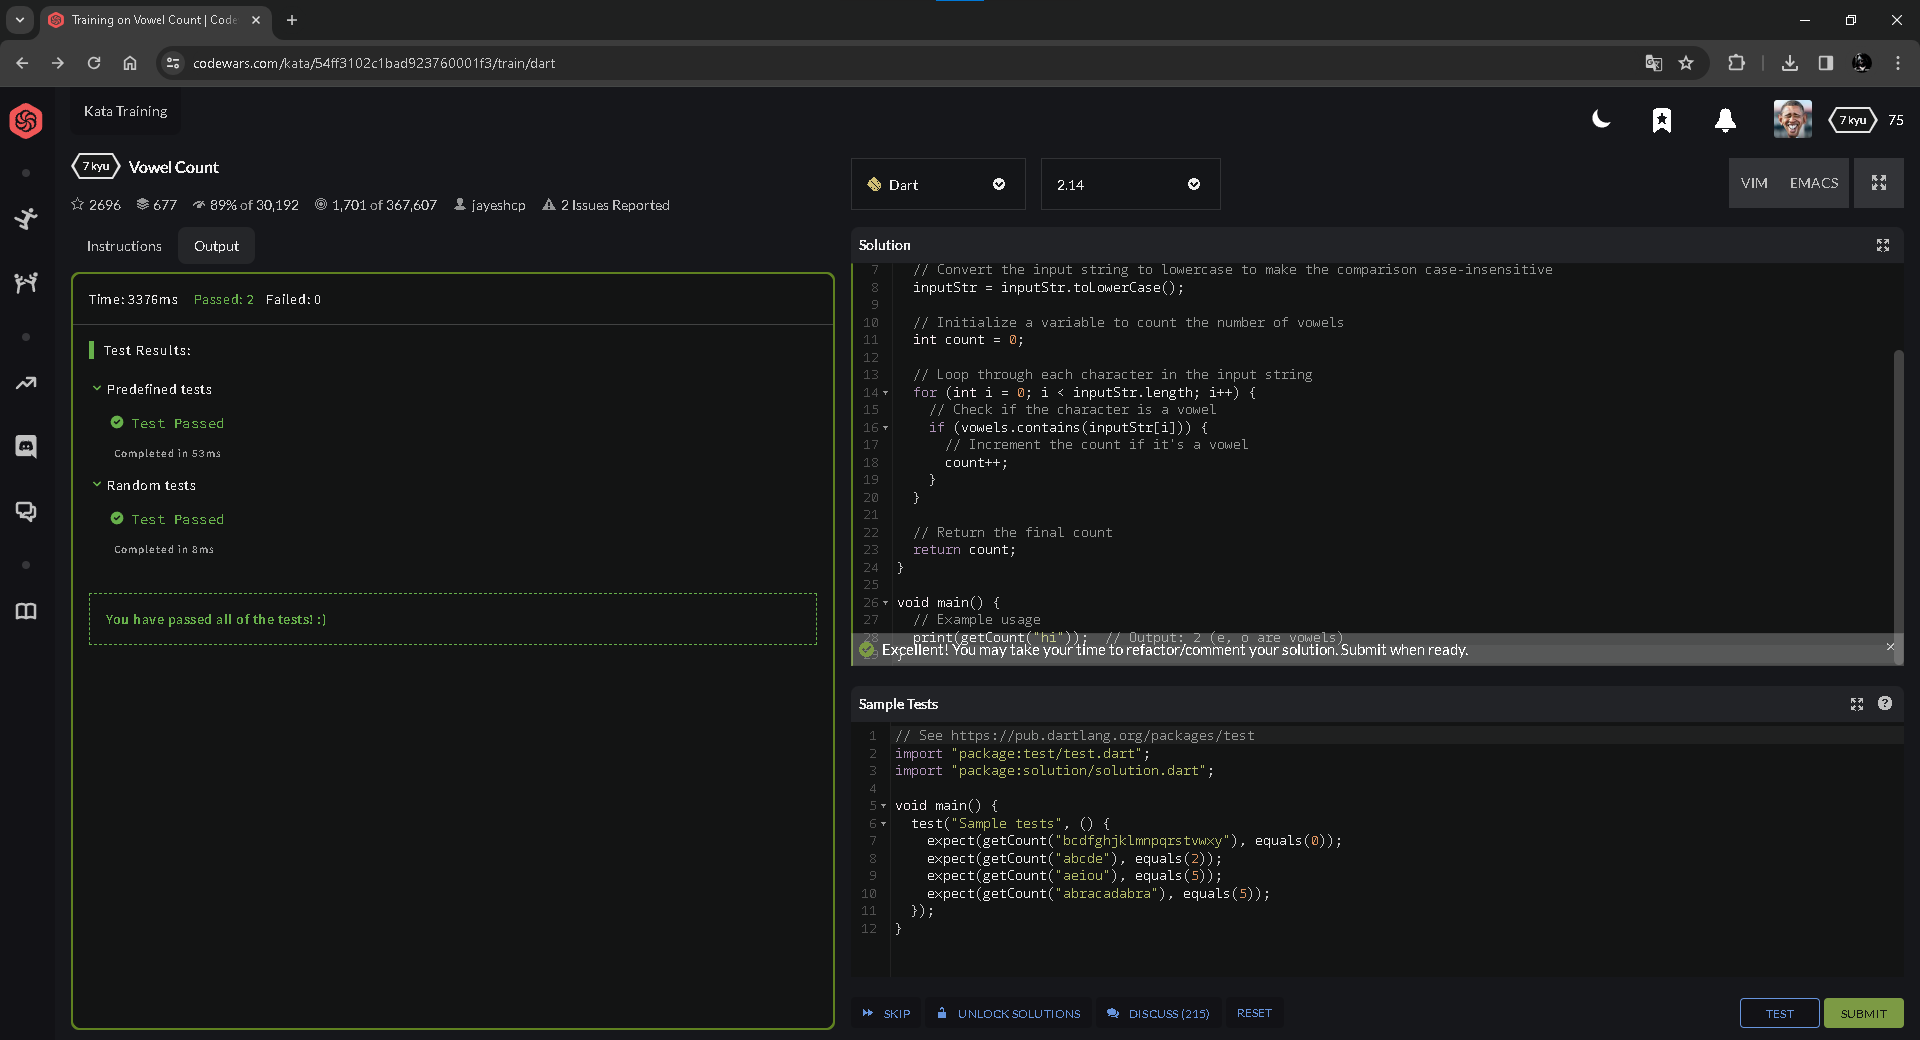 Training on Vowel Count | Code
codewars.com/kata/54ff3102c1bad923760001f3/train/dart
Kata Training
7 kyu
75
7 kyu
Vowel Count
2696
677
89% of 30,192
1,701 of 367,607
jayeshcp
2 Issues Reported
Instructions
Output
Time: 3376ms
Passed: 2
Failed: 0
Test Results:
Predefined tests
Test Passed
Completed in 53ms
Random tests
Test Passed
Completed in 8ms
You have passed all of the tests! :)
Dart
2.14
VIM
EMACS
Solution
7 // Convert the input string to lowercase to make the comparison case-insensitive
8 inputStr = inputStr.toLowerCase();
9
10 // Initialize a variable to count the number of vowels
11 int count = 0;
12
13 // Loop through each character in the input string
14 for (int i = 0; i < inputStr.length; i++) {
15 // Check if the character is a vowel
16 if (vowels.contains(inputStr[i])) {
17 // Increment the count if it's a vowel
18 count++;
19 }
20 }
21
22 // Return the final count
23 return count;
24 }
25
26 void main() {
27 // Example usage
28 print(getCount("hi")); // Output: 2 (e, o are vowels)
29 }
Excellent! You may take your time to refactor/comment your solution. Submit when ready.
Sample Tests
1 // See https://pub.dartlang.org/packages/test
2 import "package:test/test.dart";
3 import "package:solution/solution.dart";
4
5 void main() {
6 test("Sample tests", () {
7 expect(getCount("bcdfghjklmnpqrstvwxy"), equals(0));
8 expect(getCount("abcde"), equals(2));
9 expect(getCount("aeiou"), equals(5));
10 expect(getCount("abracadabra"), equals(5));
11 });
12 }
SKIP
UNLOCK SOLUTIONS
DISCUSS (215)
RESET
TEST
SUBMIT